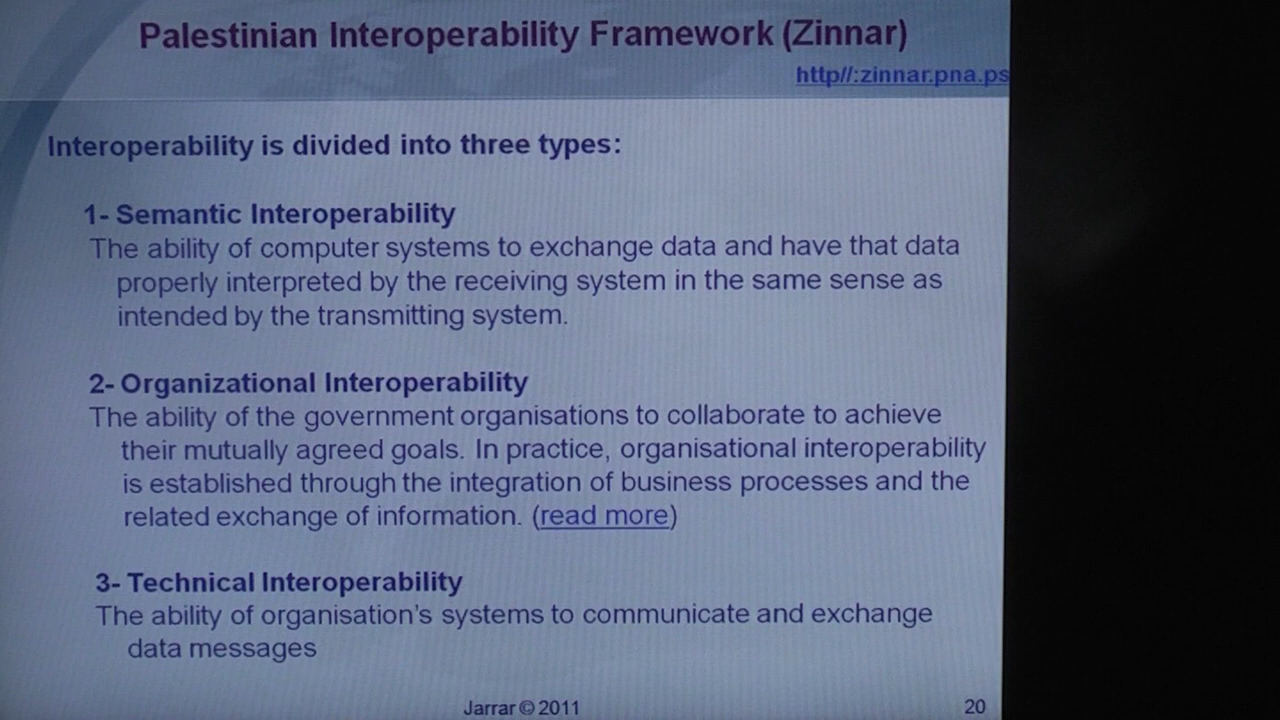 Palestinian Interoperability Framework (Zinnar)
http//:zinnar.pna.ps
Interoperability is divided into three types:
1- Semantic Interoperability
The ability of computer systems to exchange data and have that data
properly interpreted by the receiving system in the same sense as
intended by the transmitting system.
2- Organizational Interoperability
The ability of the government organisations to collaborate to achieve
their mutually agreed goals. In practice, organisational interoperability
is established through the integration of business processes and the
related exchange of information. (read more)
3- Technical Interoperability
The ability of organisation's systems to communicate and exchange
data messages
Jarrar © 2011
20